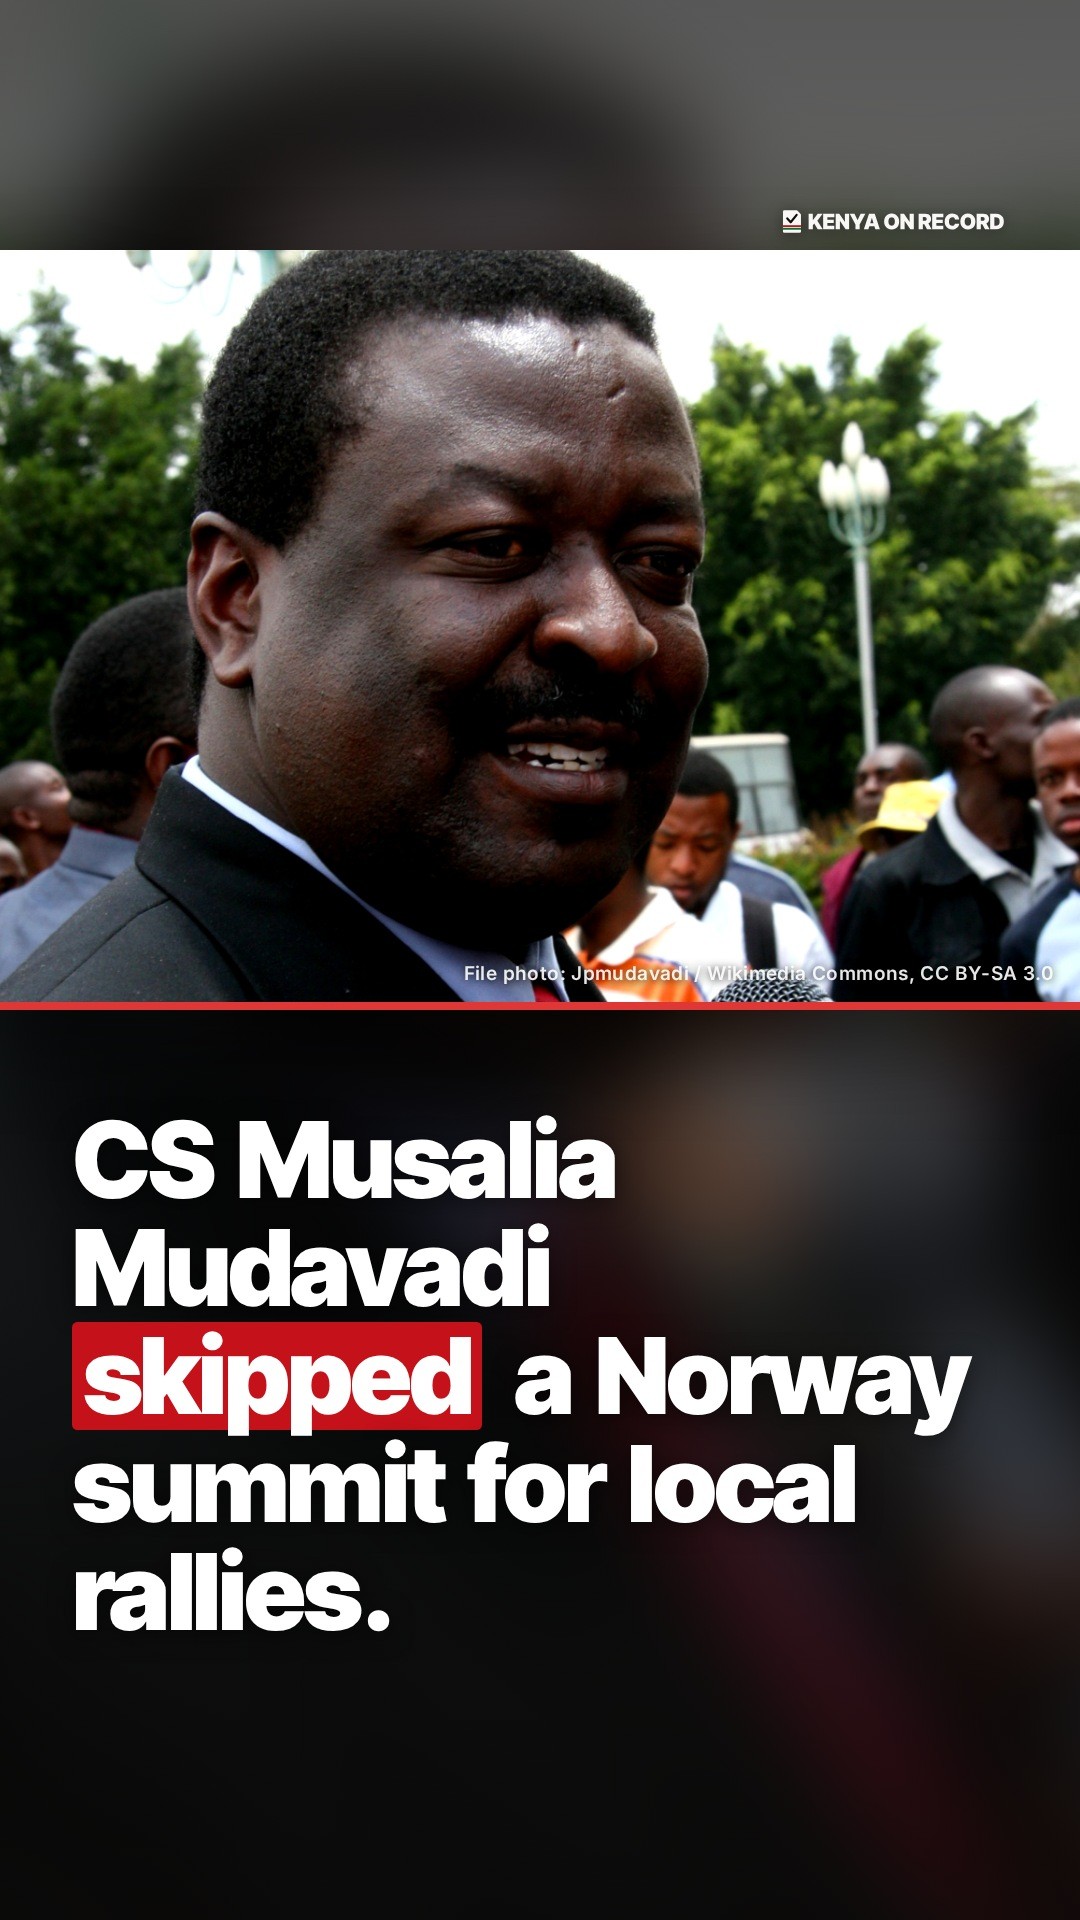 KENYA ON RECORD
File photo: Jpmudavadi / Wikimedia Commons, CC BY-SA 3.0
CS Musalia
Mudavadi
skipped a Norway
summit for local
rallies.